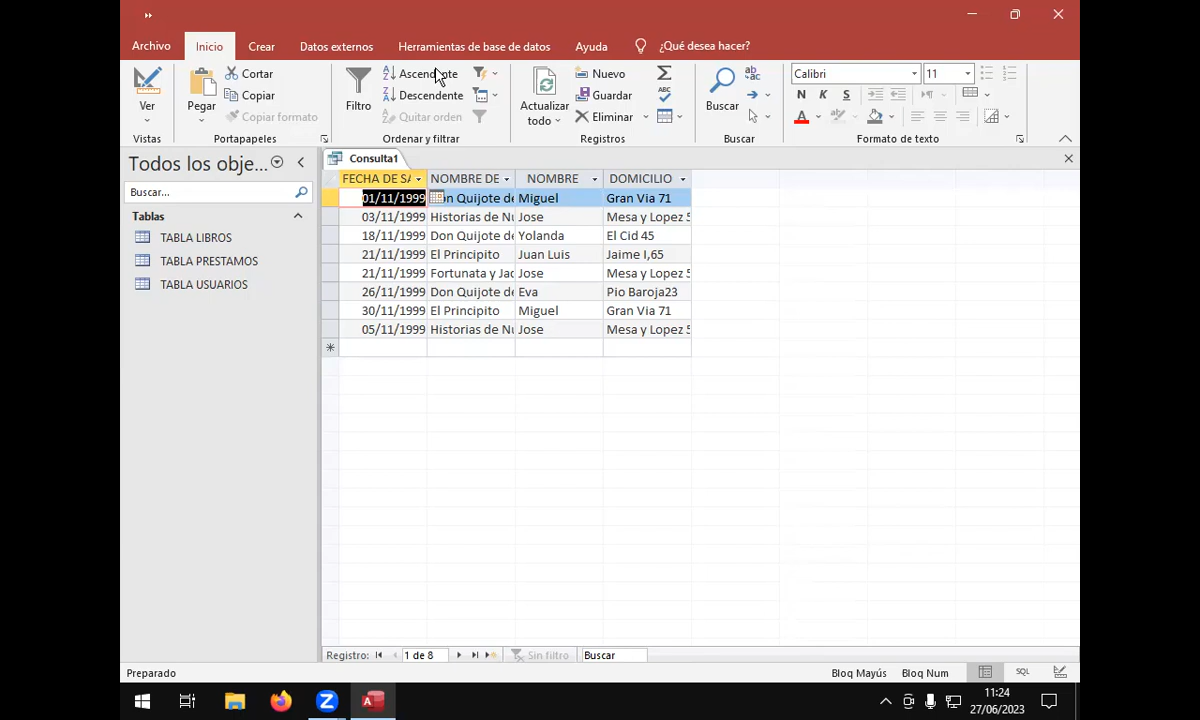 Archivo Inicio Crear Datos externos Herramientas de base de datos Ayuda ¿Qué desea hacer?
Ver
Vistas
Pegar
Cortar
Copiar
Copiar formato
Portapapeles
Filtro
Ascendente
Descendente
Quitar orden
Ordenar y filtrar
Actualizar
todo
Nuevo
Guardar
Eliminar
Registros
Buscar
Buscar
Calibri 11
N K S
Formato de texto
Todos los obje...
Buscar...
Tablas
TABLA LIBROS
TABLA PRESTAMOS
TABLA USUARIOS
Consulta1
FECHA DE SA NOMBRE DE NOMBRE DOMICILIO
01/11/1999 n Quijote de Miguel Gran Via 71
03/11/1999 Historias de Nu Jose Mesa y Lopez 5
18/11/1999 Don Quijote de Yolanda El Cid 45
21/11/1999 El Principito Juan Luis Jaime I,65
21/11/1999 Fortunata y Jac Jose Mesa y Lopez 5
26/11/1999 Don Quijote de Eva Pio Baroja23
30/11/1999 El Principito Miguel Gran Via 71
05/11/1999 Historias de Nu Jose Mesa y Lopez 5
Registro: 1 de 8 Sin filtro Buscar
Preparado Bloq Mayús Bloq Num SQL
11:24
27/06/2023